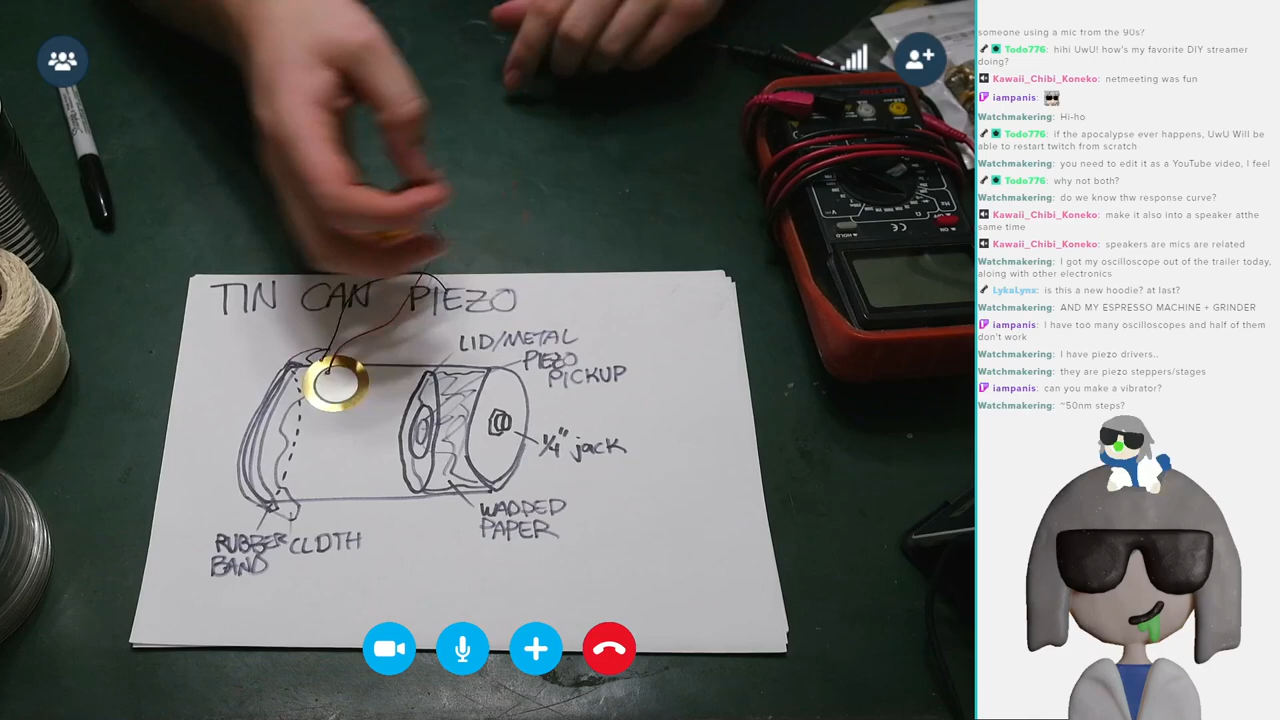 someone using a mic from the 90s?
Todo776: hihi UwU! how's my favorite DIY streamer
doing?
Kawaii_Chibi_Koneko: netmeeting was fun
iampanis:
Watchmakering: Hi-ho
Todo776: if the apocalypse ever happens, UwU Will be
able to restart twitch from scratch
Watchmakering: you need to edit it as a YouTube video, I feel
Todo776: why not both?
Watchmakering: do we know thw response curve?
Kawaii_Chibi_Koneko: make it also into a speaker atthe
same time
Kawaii_Chibi_Koneko: speakers are mics are related
Watchmakering: I got my oscilloscope out of the trailer today,
along with other electronics
LykaLynx: is this a new hoodie? at last?
Watchmakering: AND MY ESPRESSO MACHINE + GRINDER
iampanis: I have too many oscilloscopes and half of them
don't work
Watchmakering: I have piezo drivers..
Watchmakering: they are piezo steppers/stages
iampanis: can you make a vibrator?
Watchmakering: ~50nm steps?
TIN CAN PIEZO
LID/METAL
PIEZO
PICKUP
1/4" jack
WADDED
PAPER
RUBBER
BAND
CLOTH
HOLD
CE